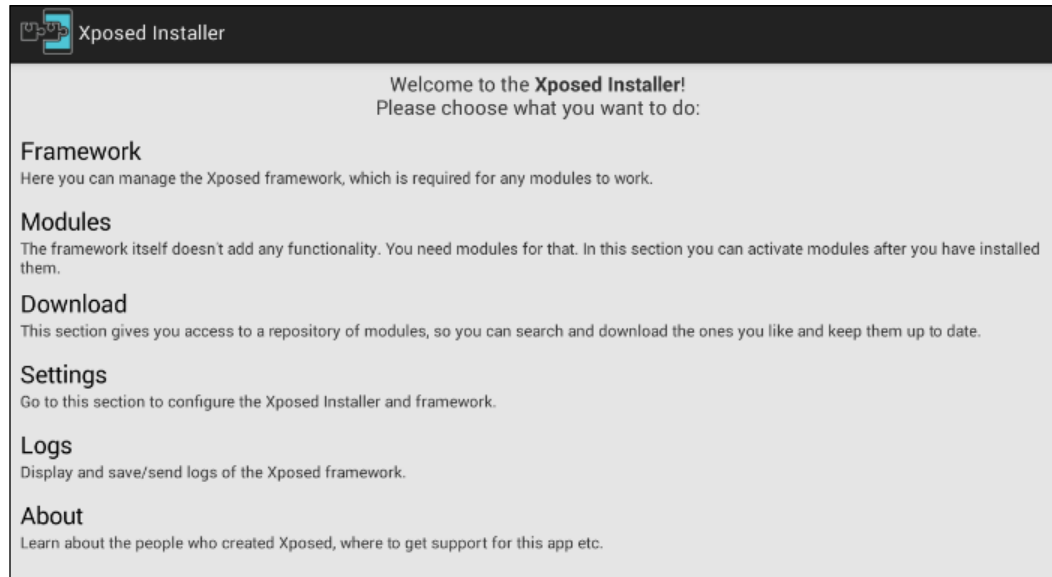 Xposed Installer
Welcome to the Xposed Installer!
Please choose what you want to do:
Framework
Here you can manage the Xposed framework, which is required for any modules to work.
Modules
The framework itself doesn't add any functionality. You need modules for that. In this section you can activate modules after you have installed
them.
Download
This section gives you access to a repository of modules, so you can search and download the ones you like and keep them up to date.
Settings
Go to this section to configure the Xposed Installer and framework.
Logs
Display and save/send logs of the Xposed framework.
About
Learn about the people who created Xposed, where to get support for this app etc.